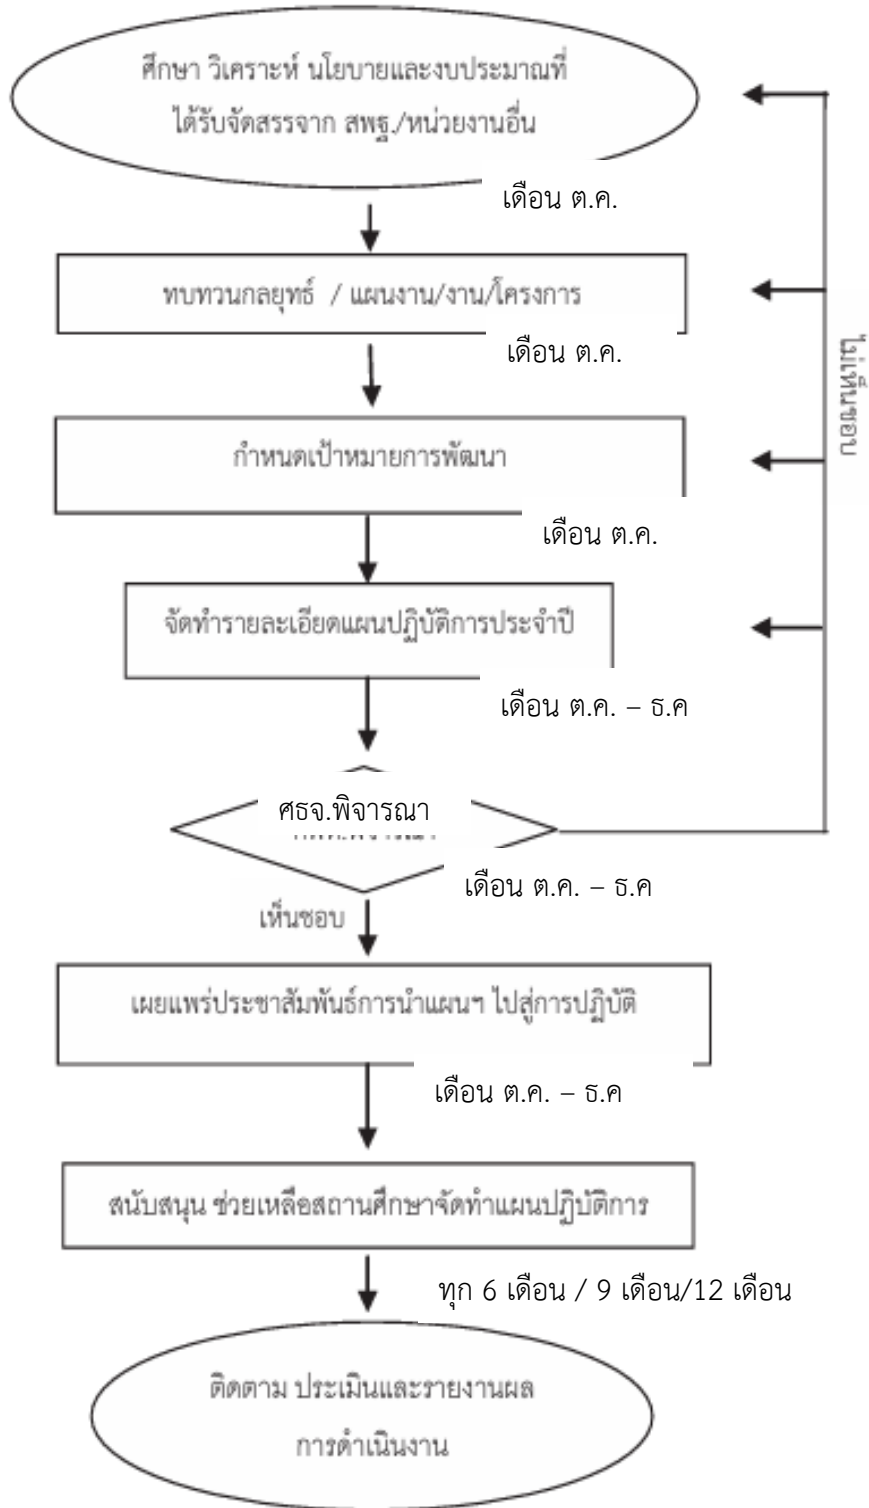 ศึกษา วิเคราะห์ นโยบายและงบประมาณที่
ได้รับจัดสรรจาก สพฐ./หน่วยงานอื่น
เดือน ต.ค.
ทบทวนกลยุทธ์ / แผนงาน/งาน/โครงการ
เดือน ต.ค.
ไม่เห็นชอบ
กำหนดเป้าหมายการพัฒนา
เดือน ต.ค.
จัดทำรายละเอียดแผนปฏิบัติการประจำปี
เดือน ต.ค. – ธ.ค
ศธจ.พิจารณา
เดือน ต.ค. – ธ.ค
เห็นชอบ
เผยแพร่ประชาสัมพันธ์การนำแผนฯ ไปสู่การปฏิบัติ
เดือน ต.ค. – ธ.ค
สนับสนุน ช่วยเหลือสถานศึกษาจัดทำแผนปฏิบัติการ
ทุก 6 เดือน / 9 เดือน/12 เดือน
ติดตาม ประเมินและรายงานผล
การดำเนินงาน